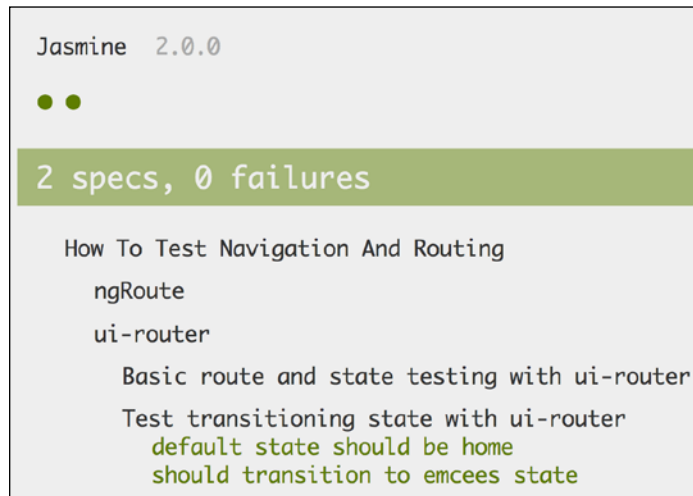 Jasmine 2.0.0
2 specs, 0 failures
How To Test Navigation And Routing
ngRoute
ui-router
Basic route and state testing with ui-router
Test transitioning state with ui-router
default state should be home
should transition to emcees state